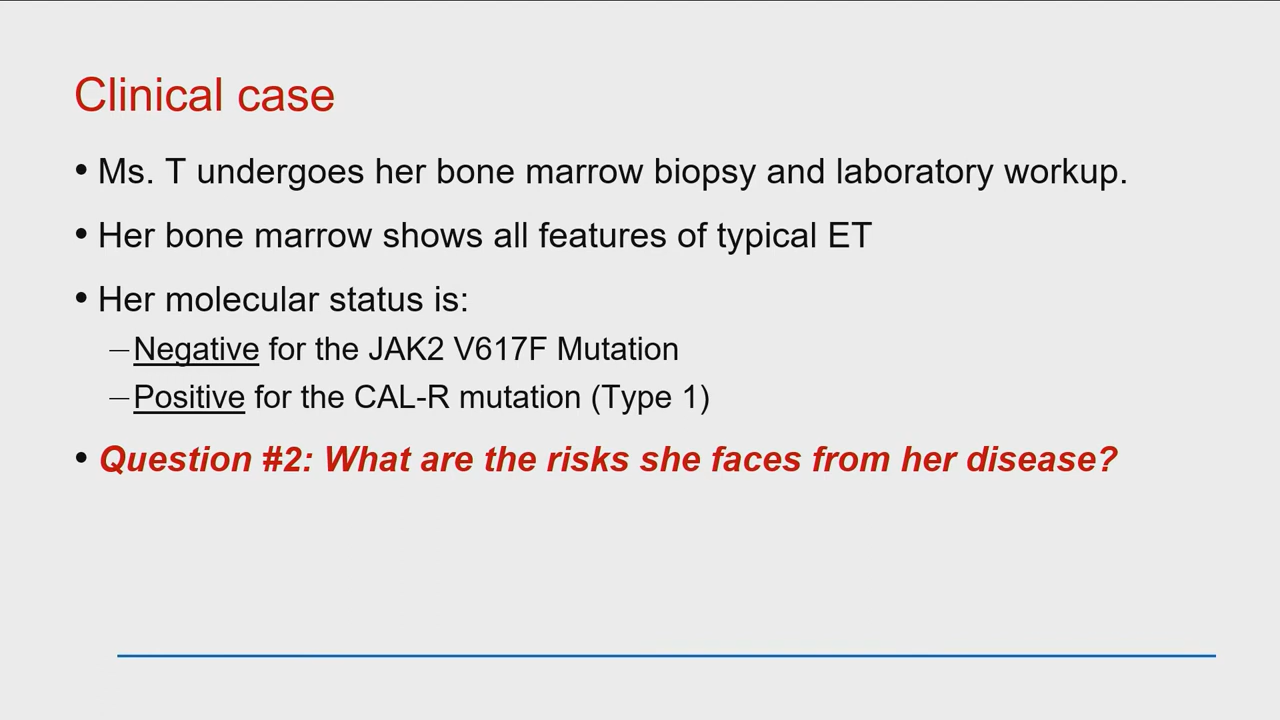 Clinical case
• Ms. T undergoes her bone marrow biopsy and laboratory workup.
• Her bone marrow shows all features of typical ET
• Her molecular status is:
– Negative for the JAK2 V617F Mutation
– Positive for the CAL-R mutation (Type 1)
• Question #2: What are the risks she faces from her disease?